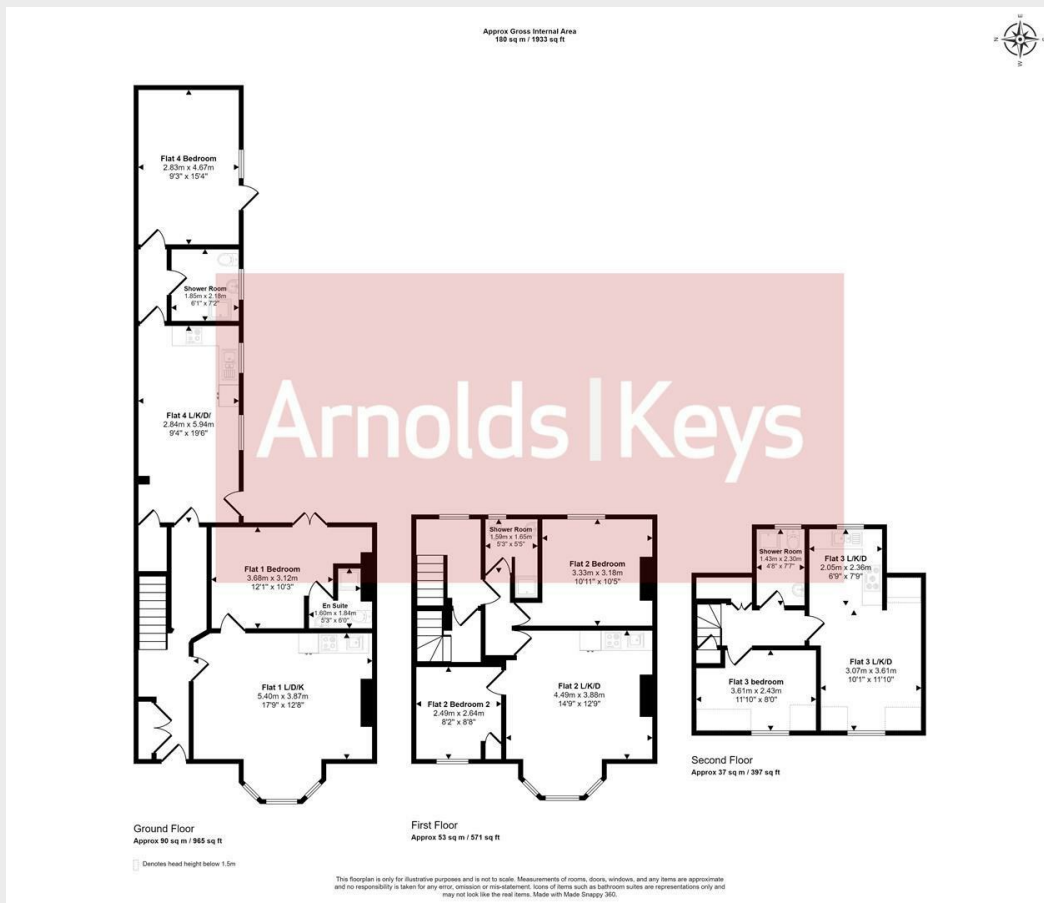 Approx Gross Internal Area
180 sq m / 1933 sq ft
E
N
W
Flat 4 Bedroom
2.83m x 4.67m
9'3" x 15'4"
Shower Room
1.85m x 2.18m
6'1" x 7'2"
Flat 4 L/K/D/
2.84m x 5.94m
9'4" x 19'6"
Arnolds|Keys
Flat 1 Bedroom
3.68m x 3.12m
12'1" x 10'3"
En Suite
1.60m x 1.84m
5'3" x 6'0"
Flat 1 L/D/K
5.40m x 3.87m
17'9" x 12'8"
Shower Room
1.59m x 1.65m
5'3" x 5'5"
Flat 2 Bedroom
3.33m x 3.18m
10'11" x 10'5"
Flat 2 L/K/D
4.49m x 3.88m
14'9" x 12'9"
Flat 2 Bedroom 2
2.49m x 2.64m
8'2" x 8'8"
Shower Room
1.43m x 2.30m
4'8" x 7'7"
Flat 3 L/K/D
2.05m x 2.36m
6'9" x 7'9"
Flat 3 L/K/D
3.07m x 3.61m
10'1" x 11'10"
Flat 3 bedroom
3.61m x 2.43m
11'10" x 8'0"
Second Floor
Approx 37 sq m / 397 sq ft
Ground Floor
Approx 90 sq m / 965 sq ft
First Floor
Approx 53 sq m / 571 sq ft
Denotes head height below 1.5m
This floorplan is only for illustrative purposes and is not to scale. Measurements of rooms, doors, windows, and any items are approximate
and no responsibility is taken for any error, omission or mis-statement. Icons of items such as bathroom suites are representations only and
may not look like the real items. Made with Made Snappy 360.